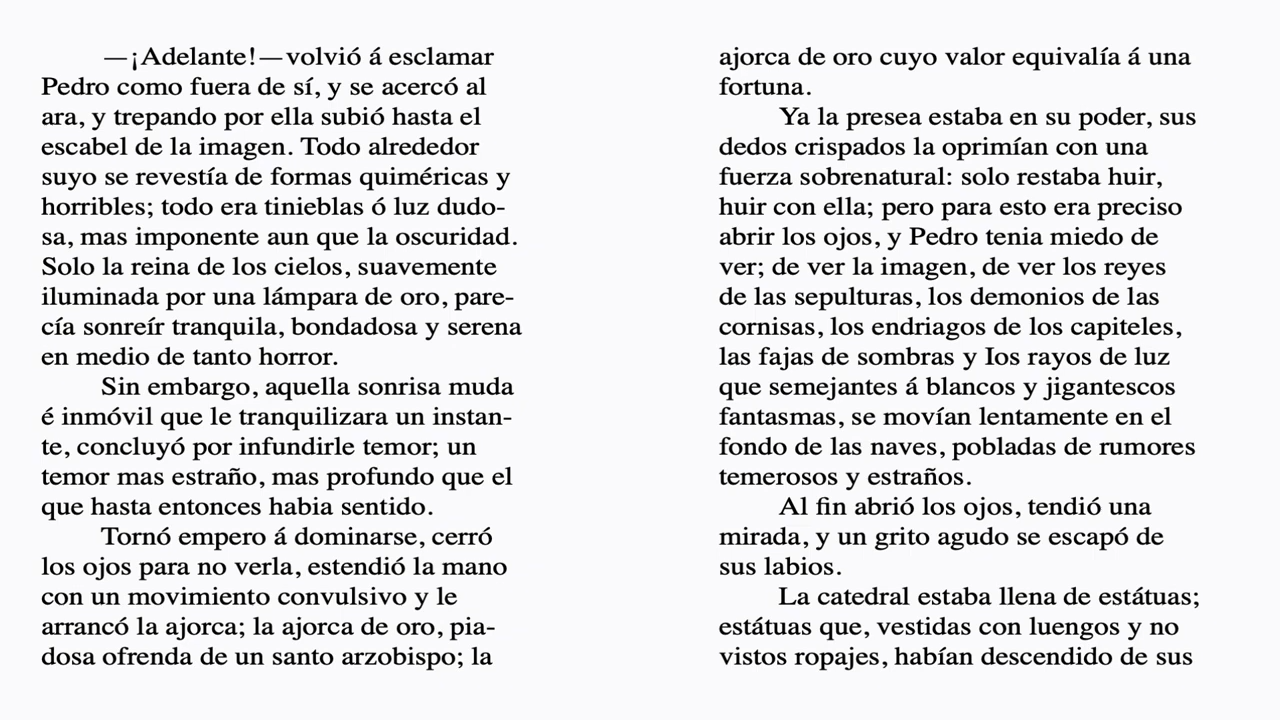 —¡Adelante!—volvió á esclamar
Pedro como fuera de sí, y se acercó al
ara, y trepando por ella subió hasta el
escabel de la imagen. Todo alrededor
suyo se revestía de formas quiméricas y
horribles; todo era tinieblas ó luz dudo-
sa, mas imponente aun que la oscuridad.
Solo la reina de los cielos, suavemente
iluminada por una lámpara de oro, pare-
cía sonreír tranquila, bondadosa y serena
en medio de tanto horror.
Sin embargo, aquella sonrisa muda
é inmóvil que le tranquilizara un instan-
te, concluyó por infundirle temor; un
temor mas estraño, mas profundo que el
que hasta entonces habia sentido.
Tornó empero á dominarse, cerró
los ojos para no verla, estendió la mano
con un movimiento convulsivo y le
arrancó la ajorca; la ajorca de oro, pia-
dosa ofrenda de un santo arzobispo; la
ajorca de oro cuyo valor equivalía á una
fortuna.
Ya la presea estaba en su poder, sus
dedos crispados la oprimían con una
fuerza sobrenatural: solo restaba huir,
huir con ella; pero para esto era preciso
abrir los ojos, y Pedro tenia miedo de
ver; de ver la imagen, de ver los reyes
de las sepulturas, los demonios de las
cornisas, los endriagos de los capiteles,
las fajas de sombras y Ios rayos de luz
que semejantes á blancos y jigantescos
fantasmas, se movían lentamente en el
fondo de las naves, pobladas de rumores
temerosos y estraños.
Al fin abrió los ojos, tendió una
mirada, y un grito agudo se escapó de
sus labios.
La catedral estaba llena de estátuas;
estátuas que, vestidas con luengos y no
vistos ropajes, habían descendido de sus